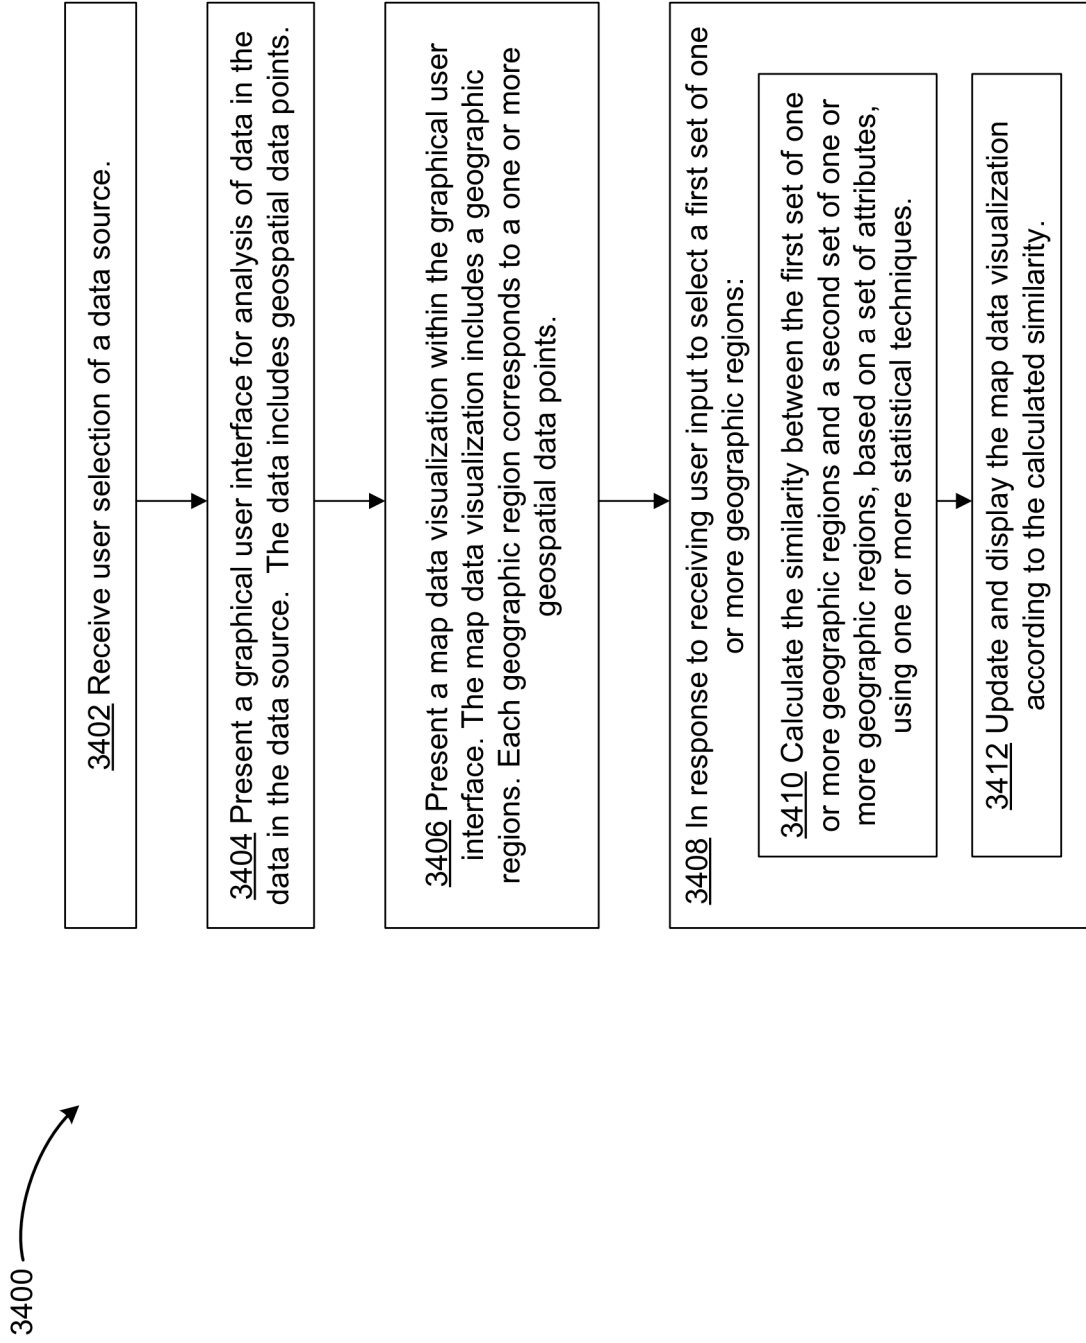 3400
3402 Receive user selection of a data source.
3404 Present a graphical user interface for analysis of data in the
data in the data source.   The data includes geospatial data points.
3406 Present a map data visualization within the graphical user
interface. The map data visualization includes a geographic
regions. Each geographic region corresponds to a one or more
geospatial data points.
3408 In response to receiving user input to select a first set of one
or more geographic regions:
3410 Calculate the similarity between the first set of one
or more geographic regions and a second set of one or
more geographic regions, based on a set of attributes,
using one or more statistical techniques.
3412 Update and display the map data visualization
according to the calculated similarity.